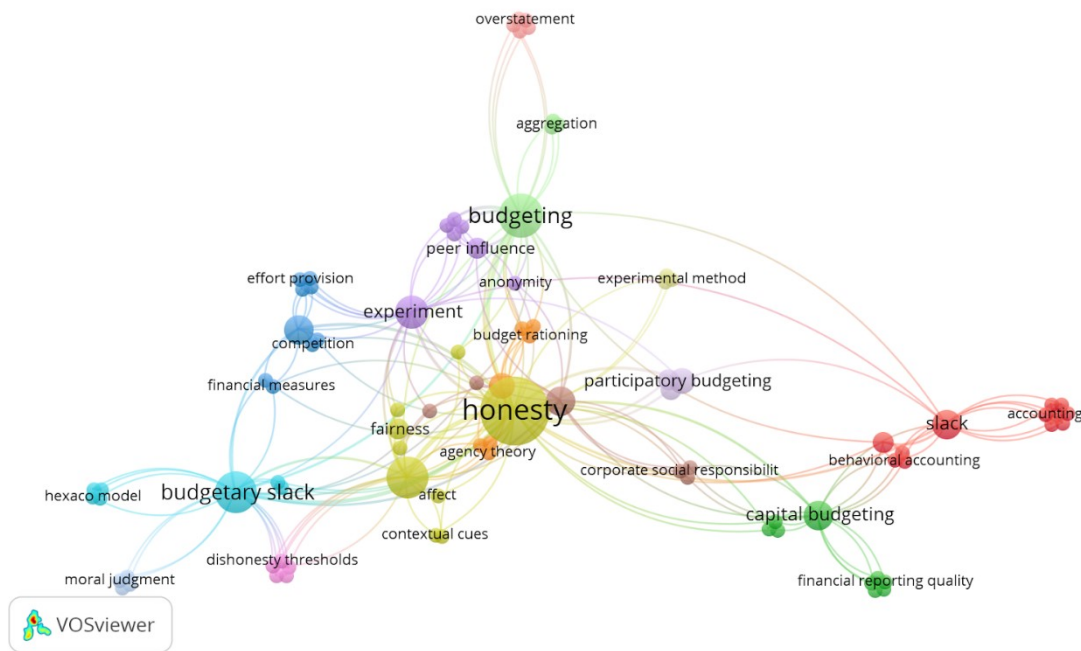 overstatement
aggregation
budgeting
peer influence
effort provision
anonymity
experimental method
experiment
budget rationing
competition
financial measures
participatory budgeting
honesty
fairness
slack
accounting
agency theory
behavioral accounting
corporate social responsibilit
budgetary slack
affect
hexaco model
capital budgeting
contextual cues
dishonesty thresholds
moral judgment
financial reporting quality
VOSviewer